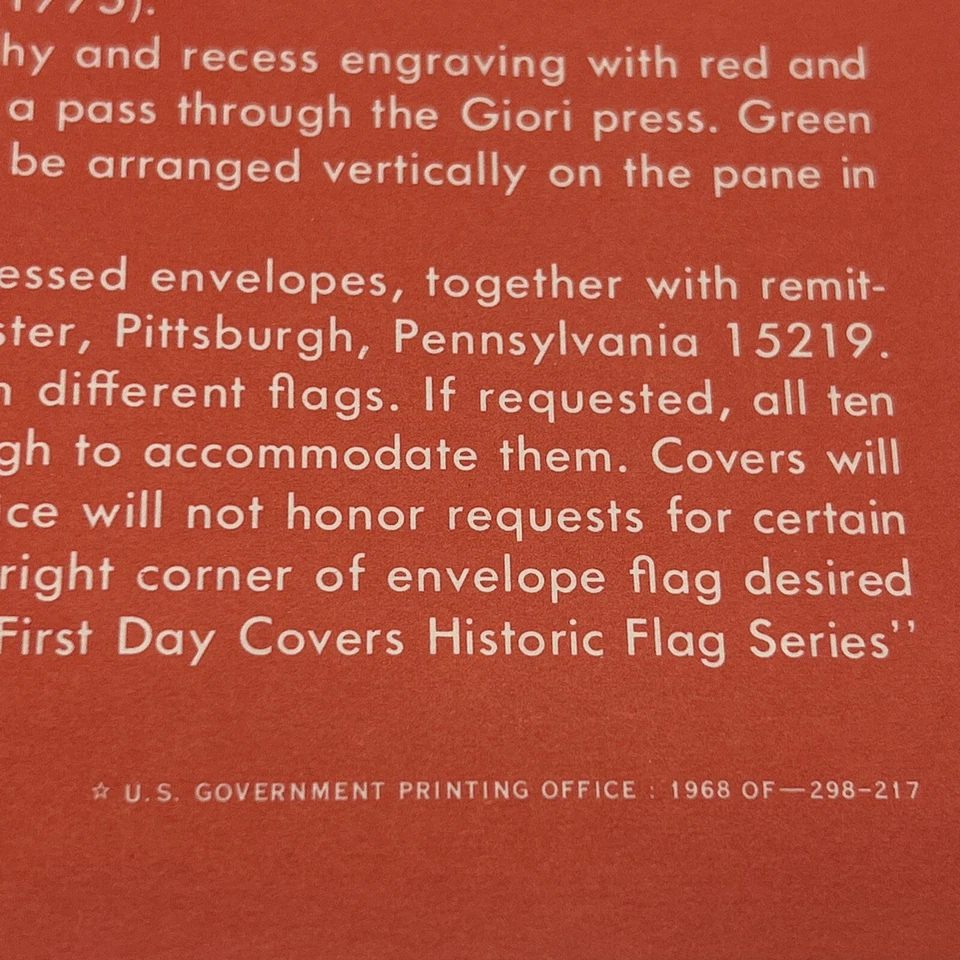 1775).
hy and recess engraving with red and
a pass through the Giori press. Green
be arranged vertically on the pane in
essed envelopes, together with remit-
ster, Pittsburgh, Pennsylvania 15219.
n different flags. If requested, all ten
gh to accommodate them. Covers will
ice will not honor requests for certain
right corner of envelope flag desired
First Day Covers Historic Flag Series”
☆ U.S. GOVERNMENT PRINTING OFFICE : 1968 OF—298-217